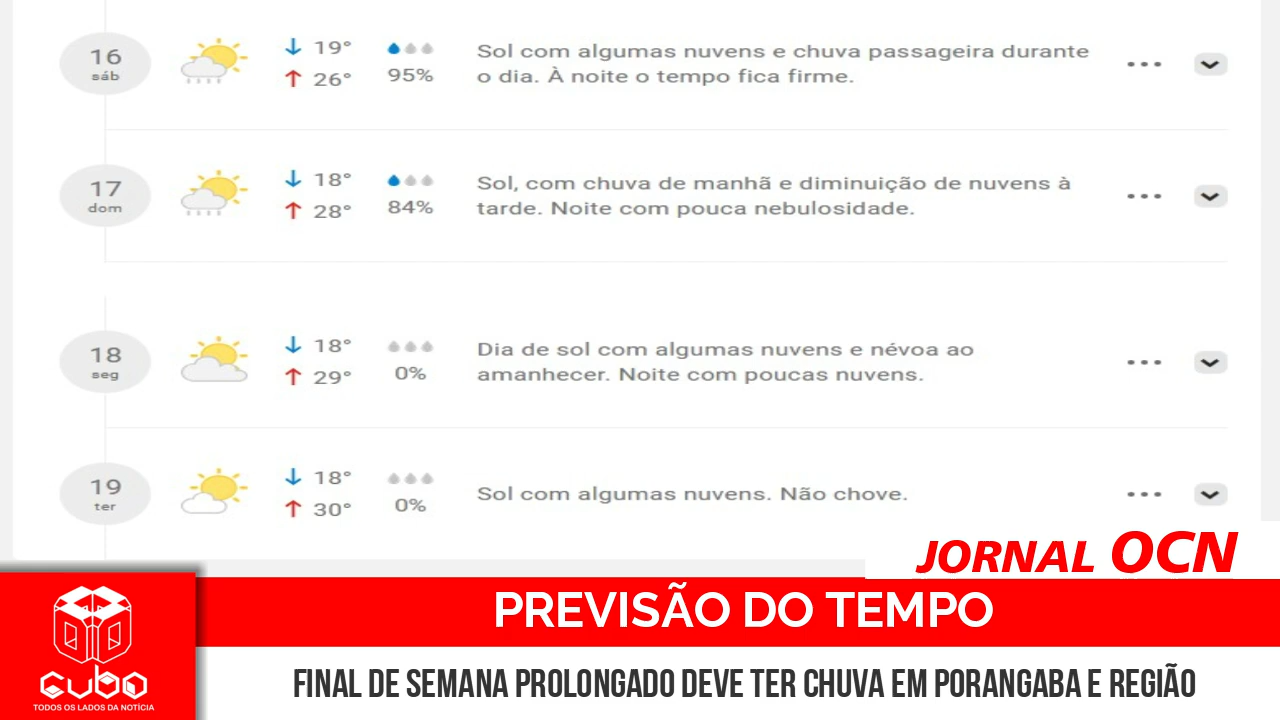 16
sáb
↓ 19°
↑ 26°
95%
Sol com algumas nuvens e chuva passageira durante
o dia. À noite o tempo fica firme.
17
dom
↓ 18°
↑ 28°
84%
Sol, com chuva de manhã e diminuição de nuvens à
tarde. Noite com pouca nebulosidade.
18
seg
↓ 18°
↑ 29°
0%
Dia de sol com algumas nuvens e névoa ao
amanhecer. Noite com poucas nuvens.
19
ter
↓ 18°
↑ 30°
0%
Sol com algumas nuvens. Não chove.
JORNAL OCN
PREVISÃO DO TEMPO
FINAL DE SEMANA PROLONGADO DEVE TER CHUVA EM PORANGABA E REGIÃO
CUBO
TODOS OS LADOS DA NOTÍCIA